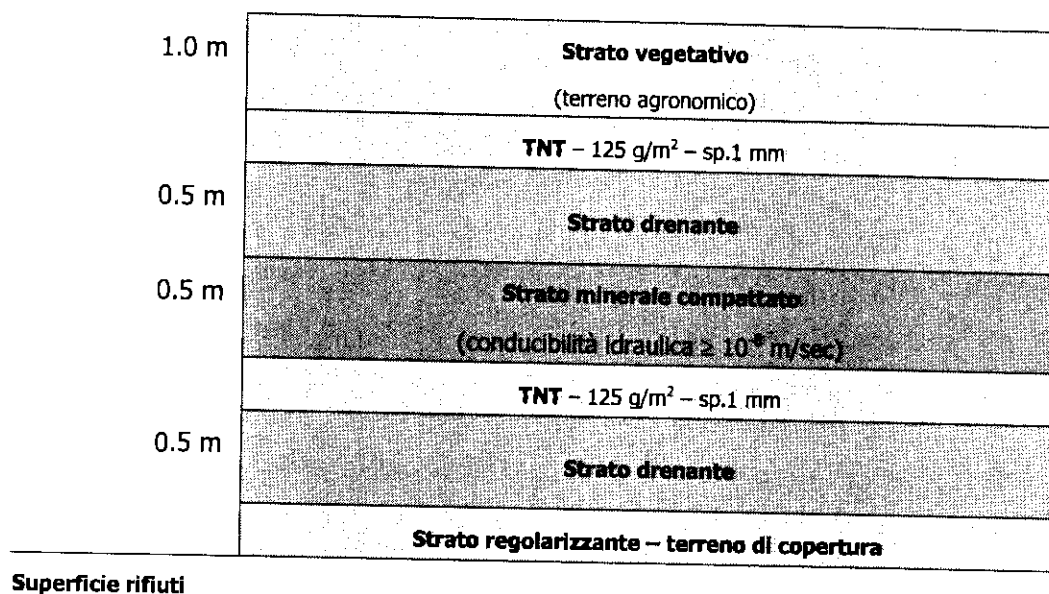 1.0 m
Strato vegetativo
(terreno agronomico)
TNT – 125 g/m² – sp.1 mm
0.5 m
Strato drenante
0.5 m
Strato minerale compattato
(conducibilità idraulica ≥ 10⁻⁸ m/sec)
TNT – 125 g/m² – sp.1 mm
0.5 m
Strato drenante
Strato regolarizzante – terreno di copertura
Superficie rifiuti